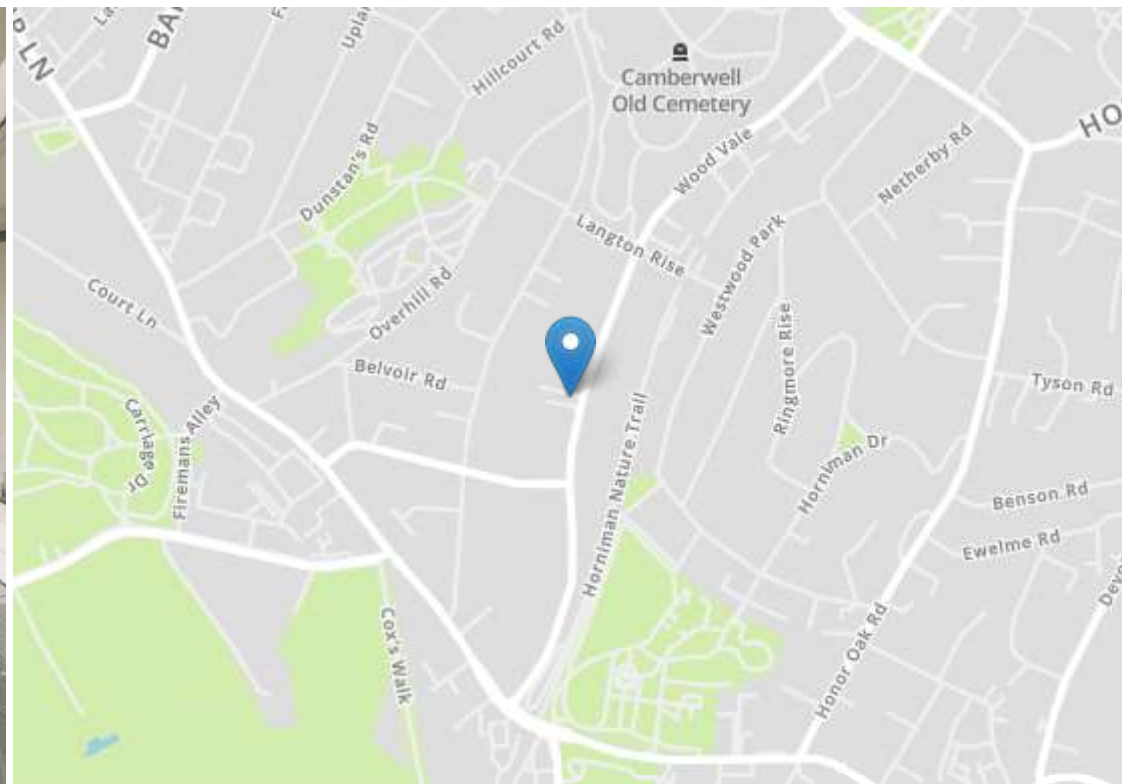 Hillcourt Rd
Camberwell
Old Cemetery
Dunstan's Rd
Wood Vale
Netherby Rd
Langton Rise
Westwood Park
Court Ln
Overhill Rd
Belvoir Rd
Ringmore Rise
Tyson Rd
Carriage Dr
Firemans Alley
Horniman Nature Trail
Horniman Dr
Benson Rd
Ewelme Rd
Cox's Walk
Honor Oak Rd